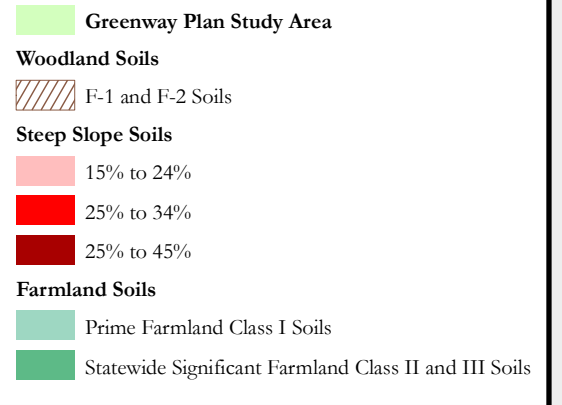 Greenway Plan Study Area
Woodland Soils
F-1 and F-2 Soils
Steep Slope Soils
15% to 24%
25% to 34%
25% to 45%
Farmland Soils
Prime Farmland Class I Soils
Statewide Significant Farmland Class II and III Soils